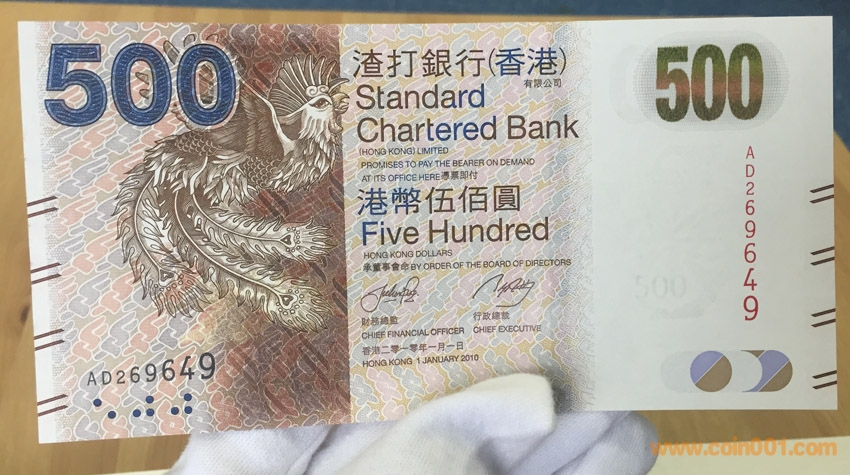 500
渣打銀行(香港)
有限公司
Standard
Chartered Bank
(HONG KONG) LIMITED
PROMISES TO PAY THE BEARER ON DEMAND
AT ITS OFFICE HERE憑票即付
港幣伍佰圓
Five Hundred
HONG KONG DOLLARS
承董事會命BY ORDER OF THE BOARD OF DIRECTORS
財務總監
CHIEF FINANCIAL OFFICER
行政總裁
CHIEF EXECUTIVE
香港二零一零年一月一日
HONG KONG 1 JANUARY 2010
AD269649
500
AD269649
500
www.coin001.com